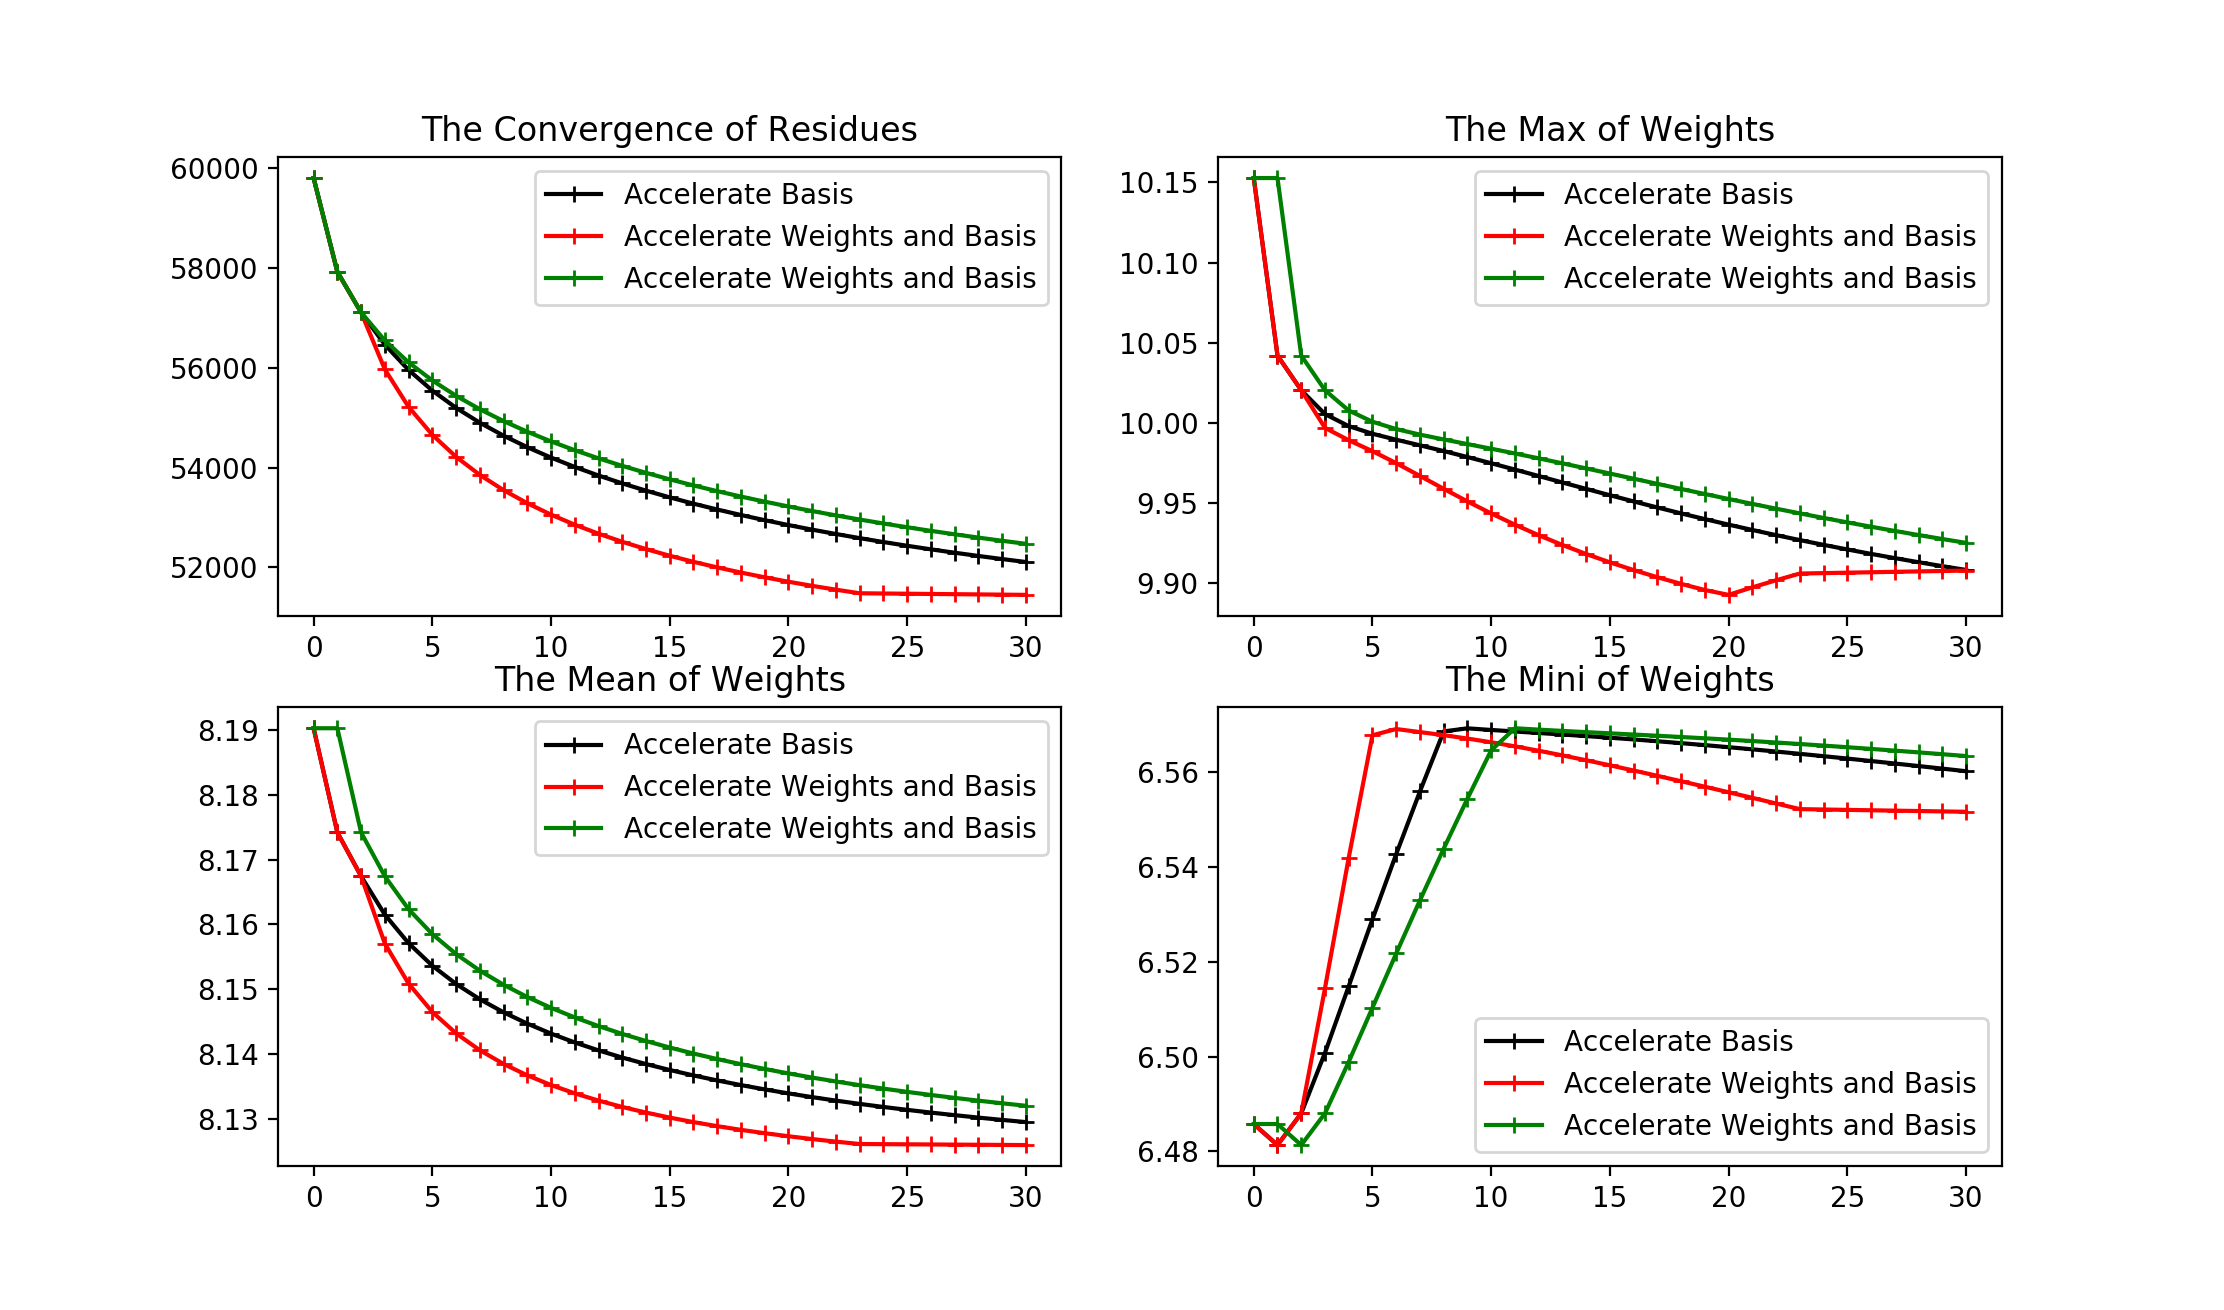 The Convergence of Residues
60000
58000
56000
54000
52000
Accelerate Basis
Accelerate Weights and Basis
Accelerate Weights and Basis
0 5 10 15 20 25 30
The Max of Weights
10.15
10.10
10.05
10.00
9.95
9.90
Accelerate Basis
Accelerate Weights and Basis
Accelerate Weights and Basis
0 5 10 15 20 25 30
The Mean of Weights
8.19
8.18
8.17
8.16
8.15
8.14
8.13
Accelerate Basis
Accelerate Weights and Basis
Accelerate Weights and Basis
0 5 10 15 20 25 30
The Mini of Weights
6.56
6.54
6.52
6.50
6.48
Accelerate Basis
Accelerate Weights and Basis
Accelerate Weights and Basis
0 5 10 15 20 25 30